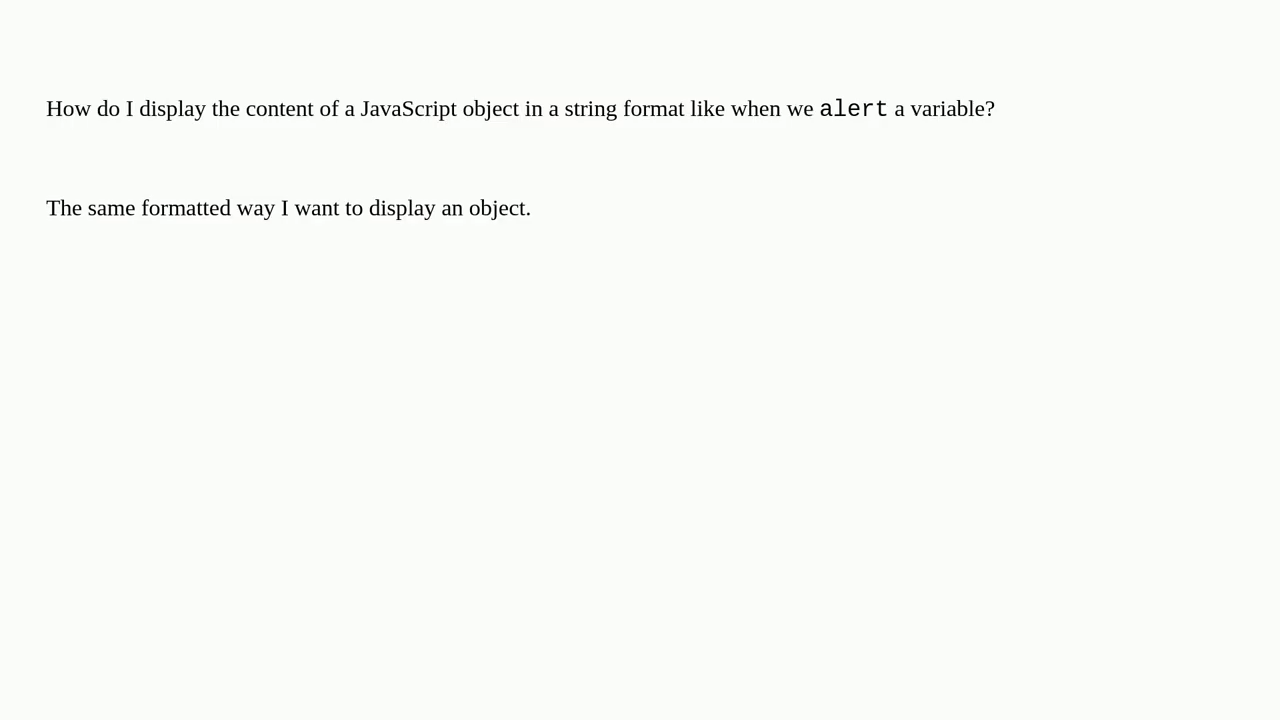 How do I display the content of a JavaScript object in a string format like when we alert a variable?
The same formatted way I want to display an object.